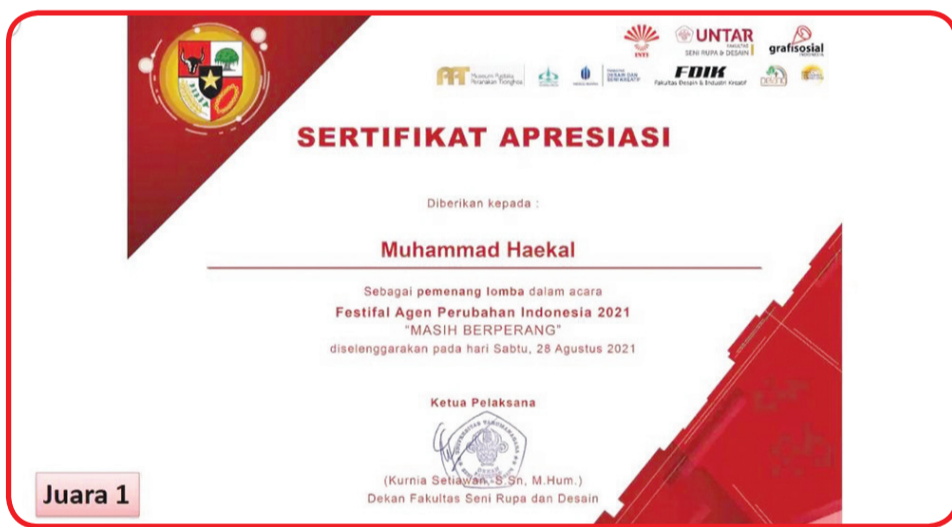 UNTAR
FAKULTAS
SENI RUPA & DESAIN
grafisosial
FDIK
Fakultas Desain & Industri Kreatif
SERTIFIKAT APRESIASI
Diberikan kepada :
Muhammad Haekal
Sebagai pemenang lomba dalam acara
Festifal Agen Perubahan Indonesia 2021
"MASIH BERPERANG"
diselenggarakan pada hari Sabtu, 28 Agustus 2021
Ketua Pelaksana
(Kurnia Setiawan, S.Sn, M.Hum.)
Dekan Fakultas Seni Rupa dan Desain
Juara 1